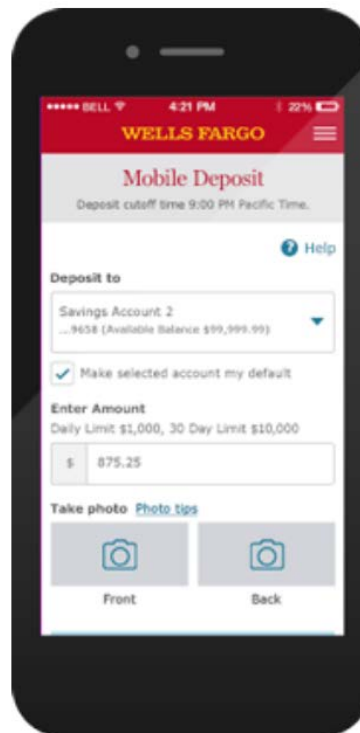 BELL 4:21 PM 22%
WELLS FARGO
Mobile Deposit
Deposit cutoff time 9:00 PM Pacific Time.
? Help
Deposit to
Savings Account 2
...9658 (Available Balance $99,999.99)
Make selected account my default
Enter Amount
Daily Limit $1,000, 30 Day Limit $10,000
$ 875.25
Take photo Photo tips
Front Back